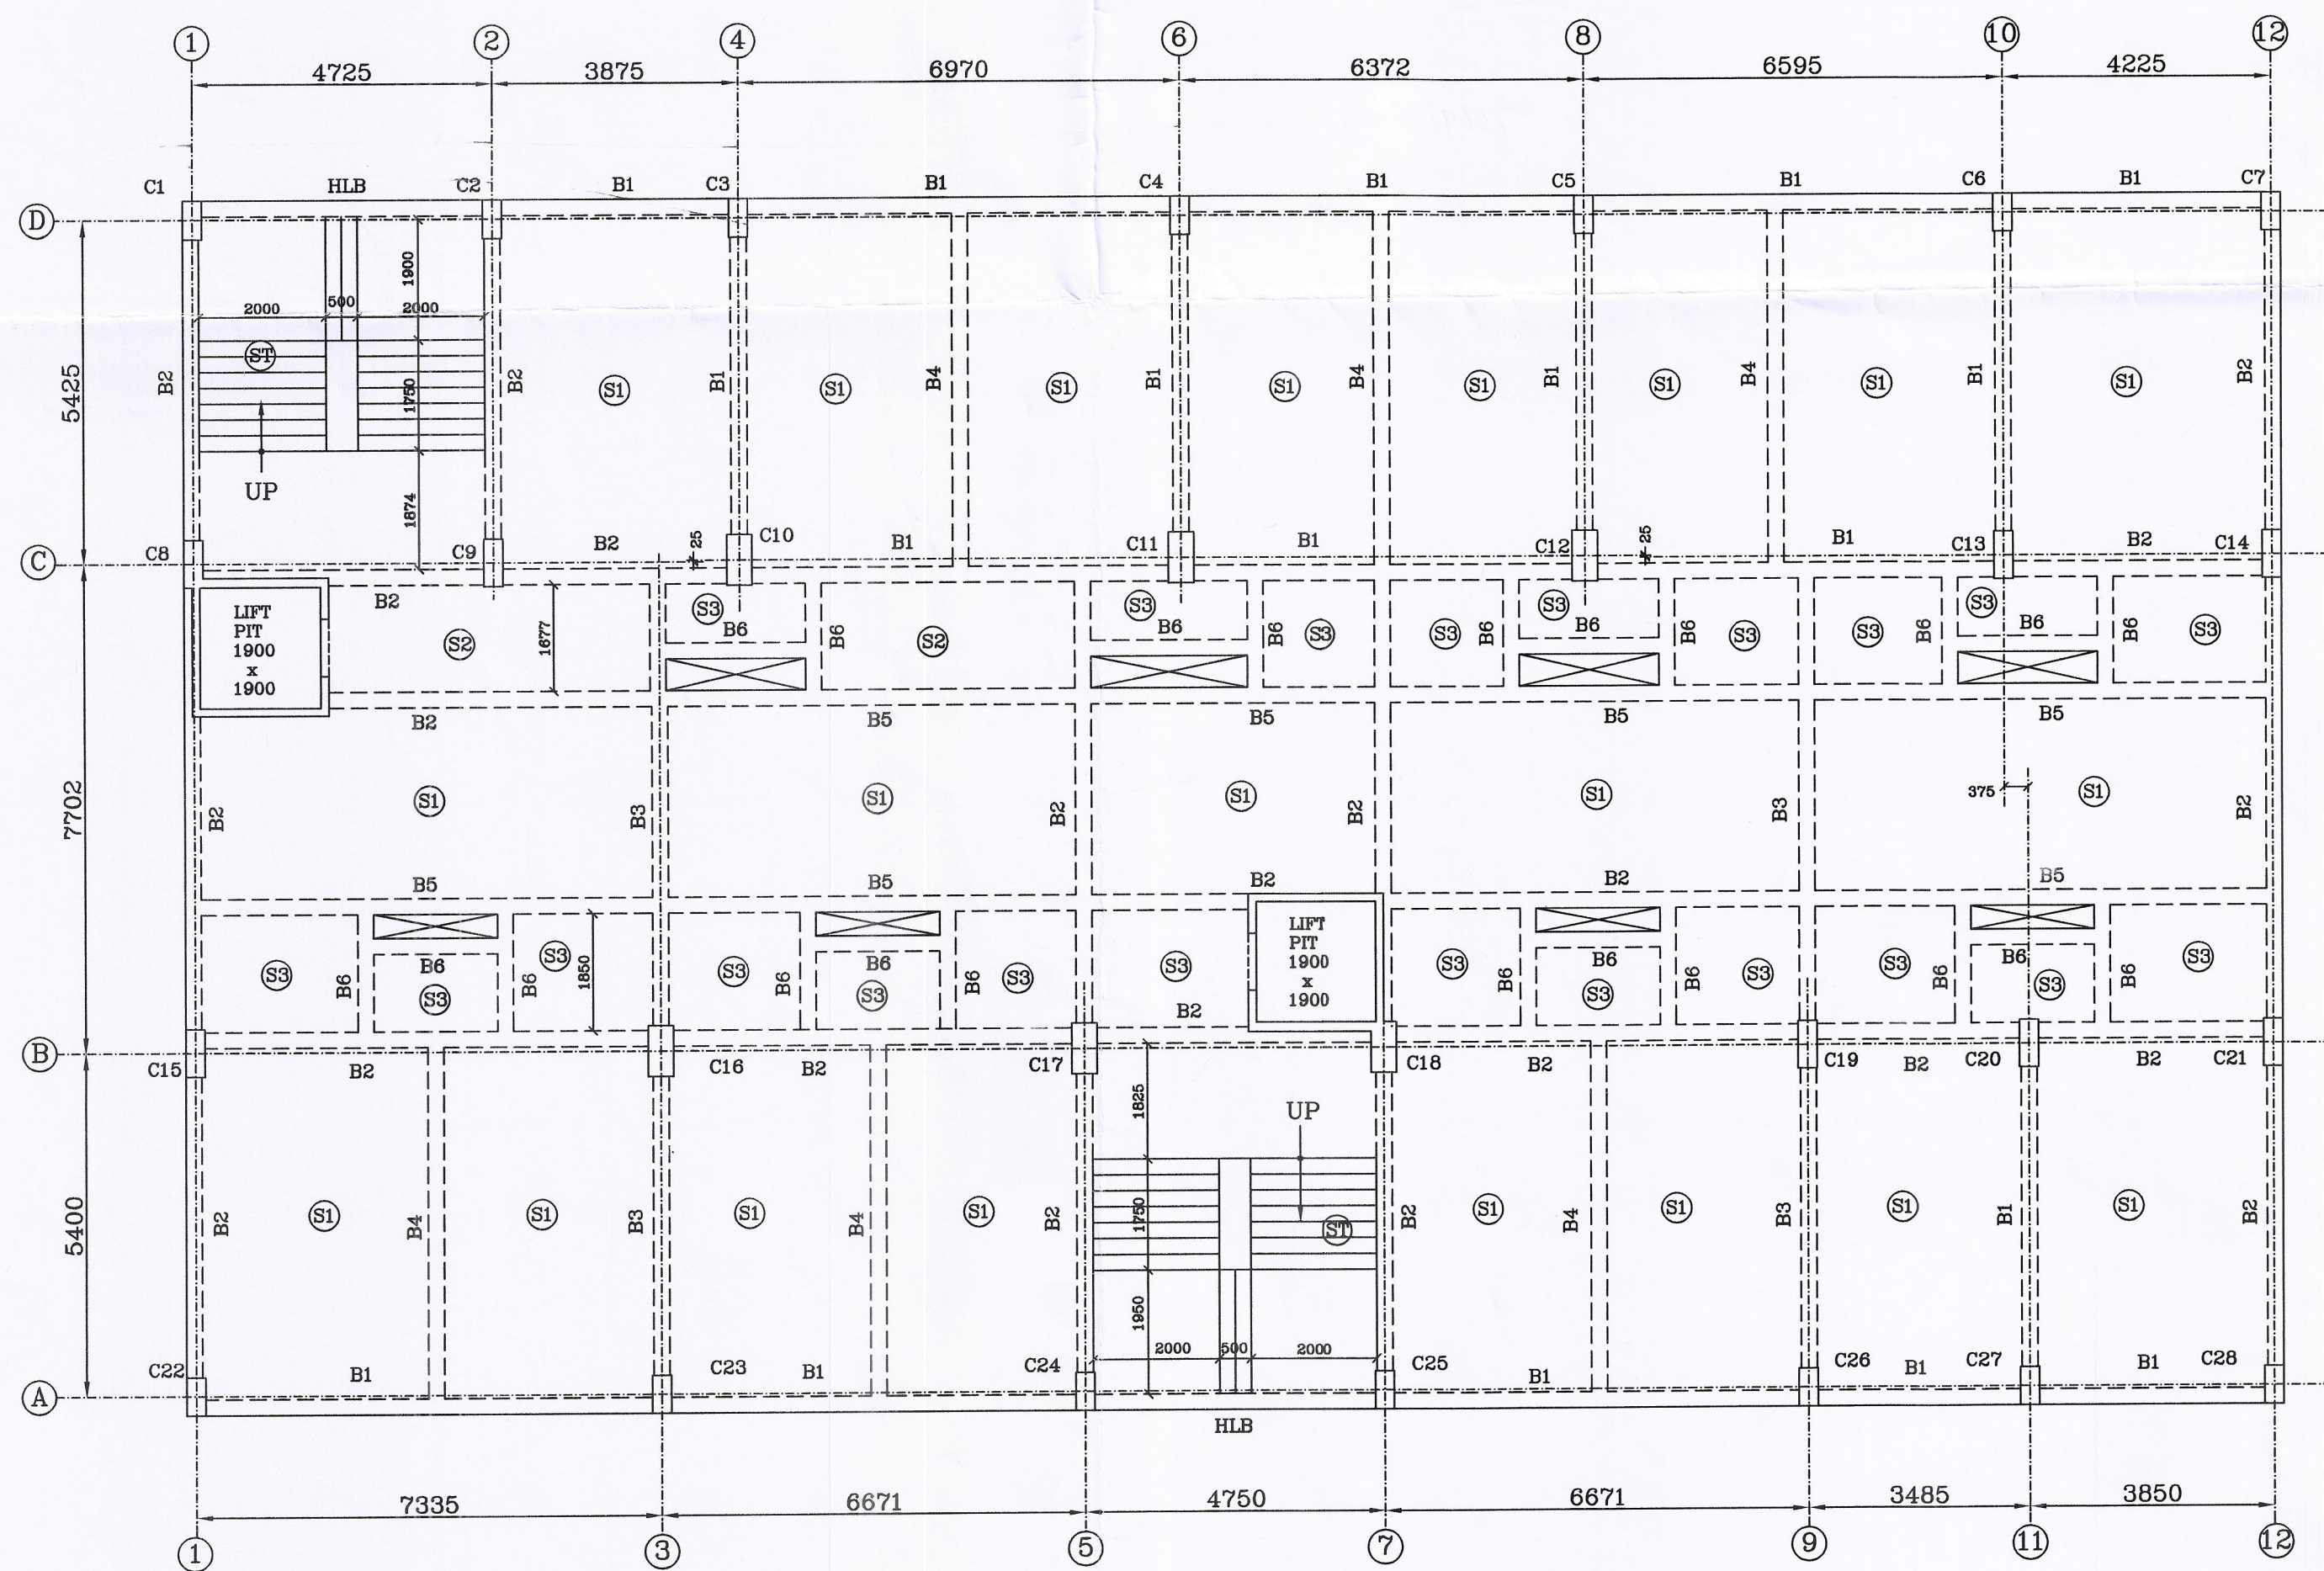 1 2 4 6 8 10 12
4725 3875 6970 6372 6595 4225
C1 HLB C2 B1 C3 B1 C4 B1 C5 B1 C6 B1 C7
D
1900
2000 500 2000
ST
5425
B2 1750 B2 S1 B1 S1 B4 S1 B1 S1 B4 S1 B1 S1 B4 S1 B1 S1 B2
UP
1874
C8 C9 B2 25 C10 B1 C11 B1 C12 25 B1 C13 B2 C14
C
LIFT
PIT
1900
x
1900
B2
S2 1677 S3 B6 B6 S2 S3 B6 B6 S3 S3 B6 S3 B6 B6 S3 S3 B6 S3 B6 B6 S3
B2 B5 B5 B5 B5
7702
B2 S1 B3 S1 B2 S1 B2 S1 B3 375 S1 B2
B5 B5 B2 B2 B5
LIFT
PIT
1900
x
1900
S3 B6 B6 S3 B6 S3 1850 S3 B6 B6 S3 B6 S3 S3 B2 S3 B6 B6 S3 B6 S3 S3 B6 B6 S3 B6 S3
B
C15 B2 C16 B2 C17 C18 B2 C19 B2 C20 B2 C21
1825
UP
5400
B2 S1 B4 S1 B3 S1 B4 S1 B2 1750 ST B2 S1 B4 S1 B3 S1 B1 S1 B2
1950
2000 500 2000
C22 B1 C23 B1 C24 C25 B1 C26 B1 C27 B1 C28
A
HLB
7335 6671 4750 6671 3485 3850
1 3 5 7 9 11 12